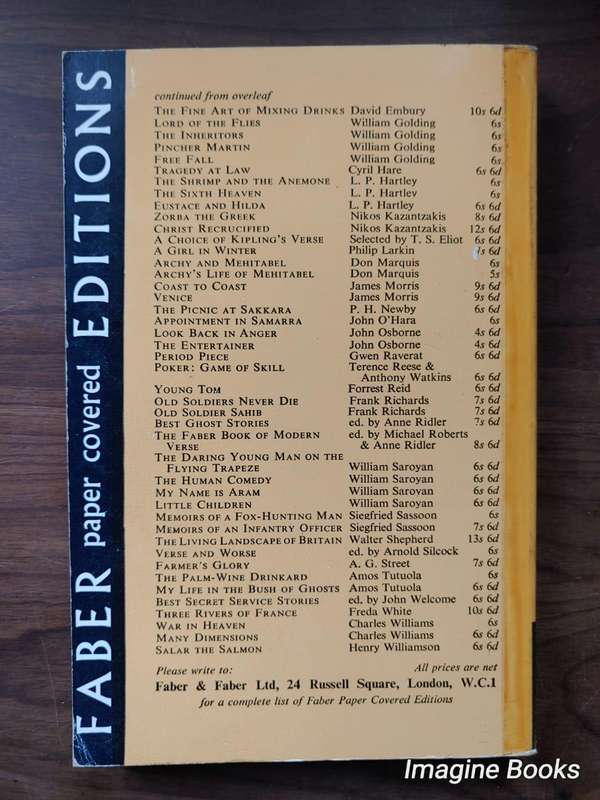 FABER paper covered EDITIONS
continued from overleaf
THE FINE ART OF MIXING DRINKS David Embury 10s 6d
LORD OF THE FLIES William Golding 6s
THE INHERITORS William Golding 6s
PINCHER MARTIN William Golding 6s
FREE FALL William Golding 6s
TRAGEDY AT LAW Cyril Hare 6s 6d
THE SHRIMP AND THE ANEMONE L. P. Hartley 6s
THE SIXTH HEAVEN L. P. Hartley 6s
EUSTACE AND HILDA L. P. Hartley 6s 6d
ZORBA THE GREEK Nikos Kazantzakis 8s 6d
CHRIST RECRUCIFIED Nikos Kazantzakis 12s 6d
A CHOICE OF KIPLING'S VERSE Selected by T. S. Eliot 6s 6d
A GIRL IN WINTER Philip Larkin 6d
ARCHY AND MEHITABEL Don Marquis 6s
ARCHY'S LIFE OF MEHITABEL Don Marquis 5s
COAST TO COAST James Morris 9s 6d
VENICE James Morris 9s 6d
THE PICNIC AT SAKKARA P. H. Newby 6s 6d
APPOINTMENT IN SAMARRA John O'Hara 6s
LOOK BACK IN ANGER John Osborne 4s 6d
THE ENTERTAINER John Osborne 4s 6d
PERIOD PIECE Gwen Raverat 6s 6d
POKER: GAME OF SKILL Terence Reese &
Anthony Watkins 6s 6d
YOUNG TOM Forrest Reid 6s 6d
OLD SOLDIERS NEVER DIE Frank Richards 7s 6d
OLD SOLDIER SAHIB Frank Richards 7s 6d
BEST GHOST STORIES ed. by Anne Ridler 7s 6d
THE FABER BOOK OF MODERN ed. by Michael Roberts
VERSE & Anne Ridler 8s 6d
THE DARING YOUNG MAN ON THE
FLYING TRAPEZE William Saroyan 6s 6d
THE HUMAN COMEDY William Saroyan 6s 6d
MY NAME IS ARAM William Saroyan 6s 6d
LITTLE CHILDREN William Saroyan 6s 6d
MEMOIRS OF A FOX-HUNTING MAN Siegfried Sassoon 6s
MEMOIRS OF AN INFANTRY OFFICER Siegfried Sassoon 7s 6d
THE LIVING LANDSCAPE OF BRITAIN Walter Shepherd 13s 6d
VERSE AND WORSE ed. by Arnold Silcock 6s
FARMER'S GLORY A. G. Street 7s 6d
THE PALM-WINE DRINKARD Amos Tutuola 6s
MY LIFE IN THE BUSH OF GHOSTS Amos Tutuola 6s 6d
BEST SECRET SERVICE STORIES ed. by John Welcome 6s 6d
THREE RIVERS OF FRANCE Freda White 10s 6d
WAR IN HEAVEN Charles Williams 6s
MANY DIMENSIONS Charles Williams 6s 6d
SALAR THE SALMON Henry Williamson 6s 6d
Please write to: All prices are net
Faber & Faber Ltd, 24 Russell Square, London, W.C.1
for a complete list of Faber Paper Covered Editions
Imagine Books